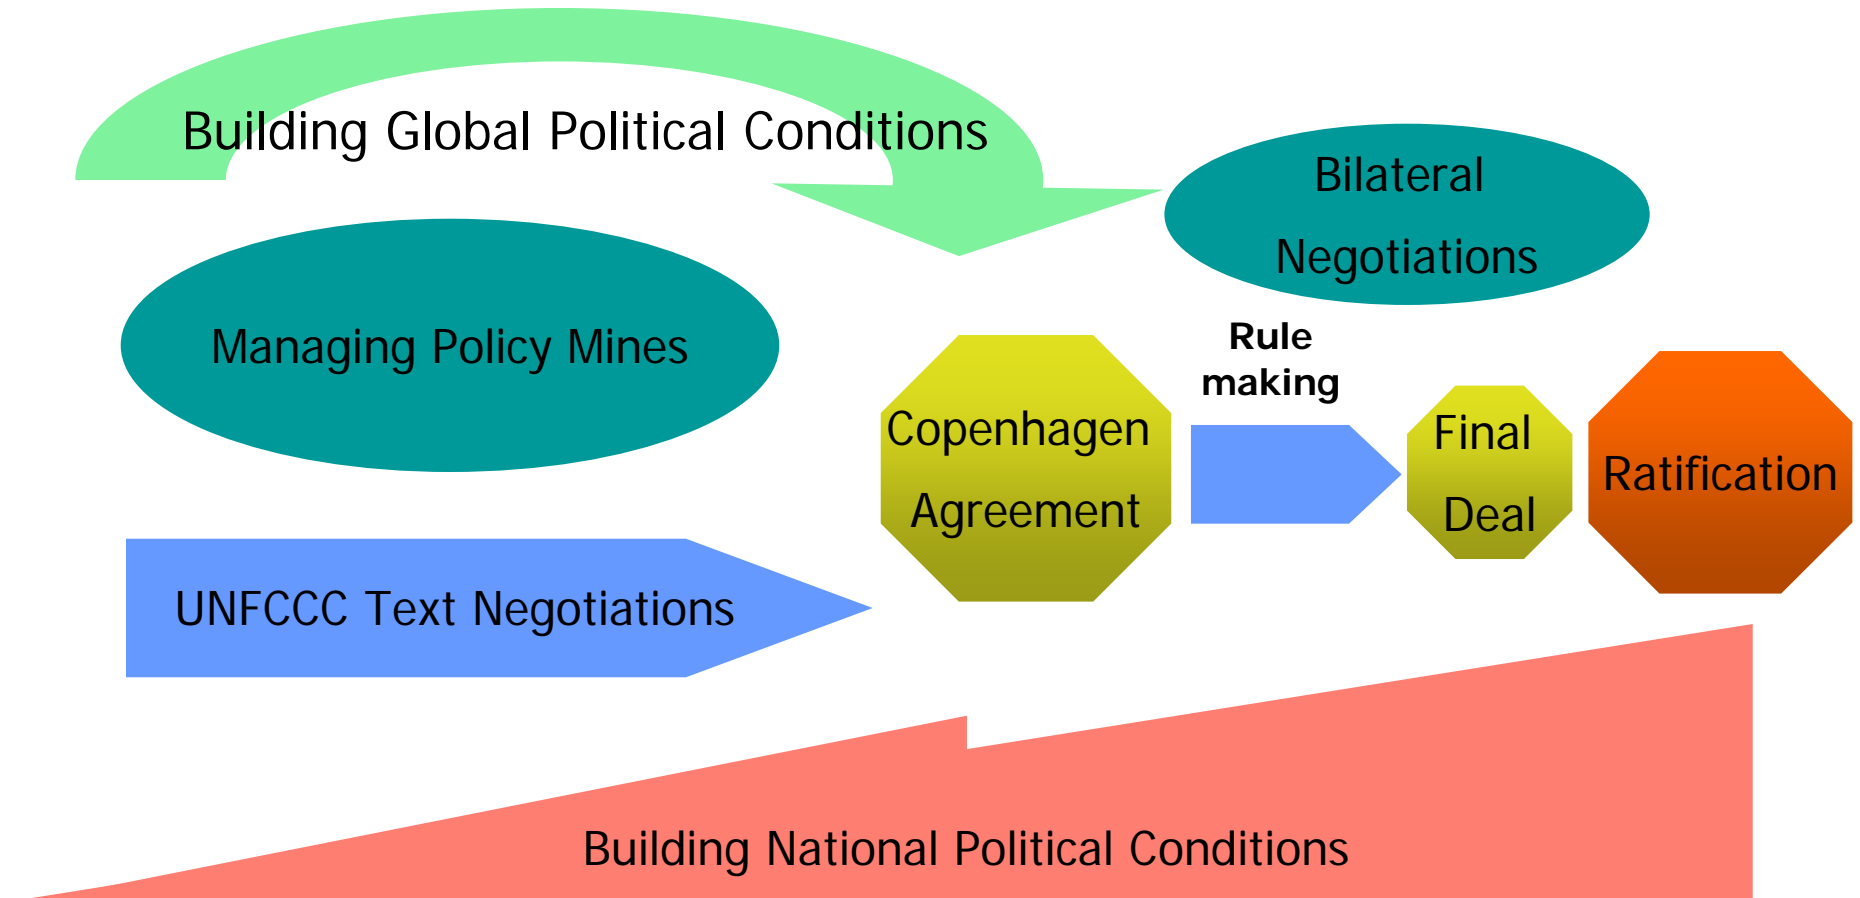 Building Global Political Conditions
Bilateral
Negotiations
Managing Policy Mines
Rule
making
Copenhagen
Agreement
Final
Deal
Ratification
UNFCCC Text Negotiations
Building National Political Conditions